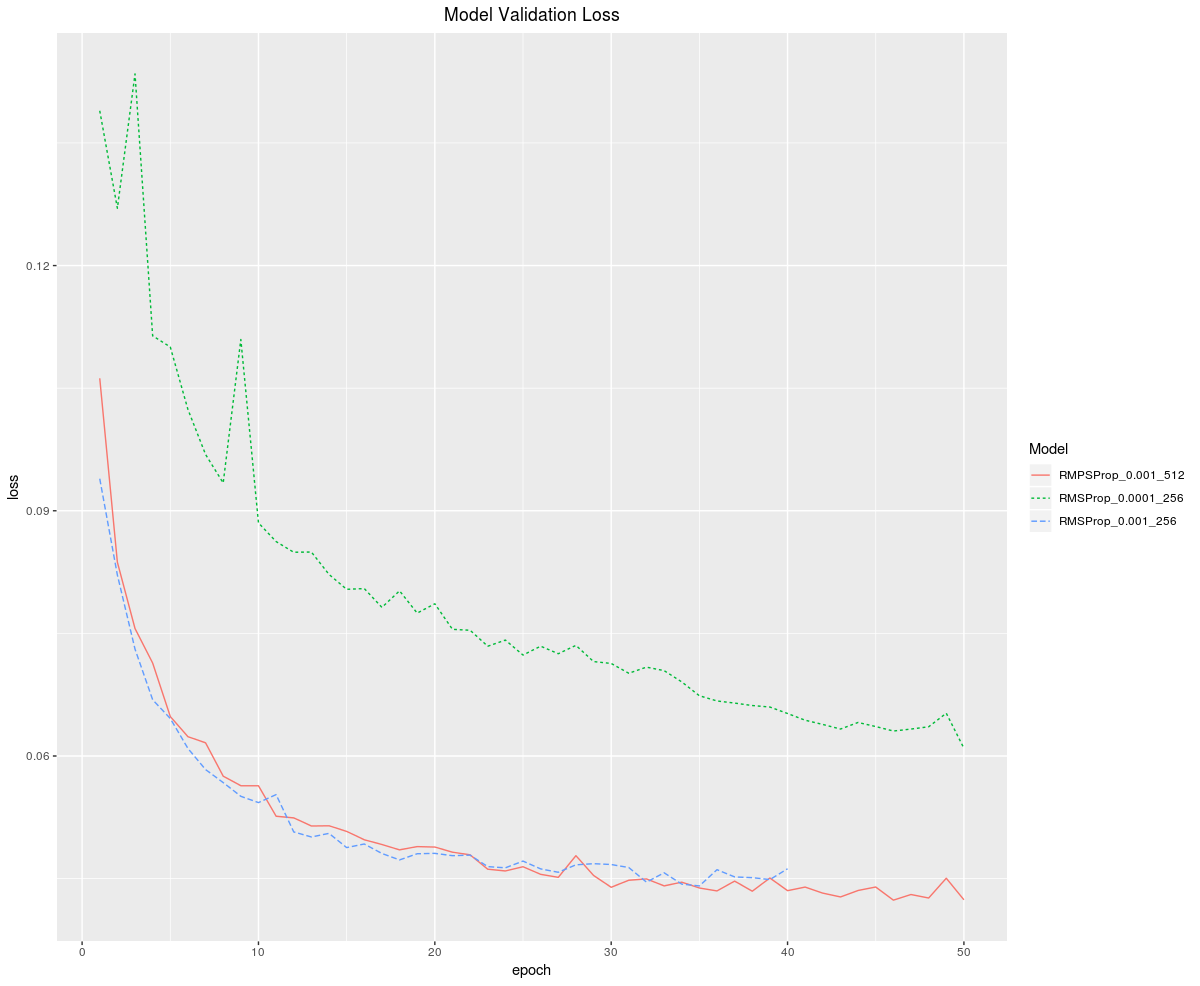 Model Validation Loss
0.12
0.09
0.06
loss
0
10
20
30
40
50
epoch
Model
RMPSProp_0.001_512
RMSProp_0.0001_256
RMSProp_0.001_256